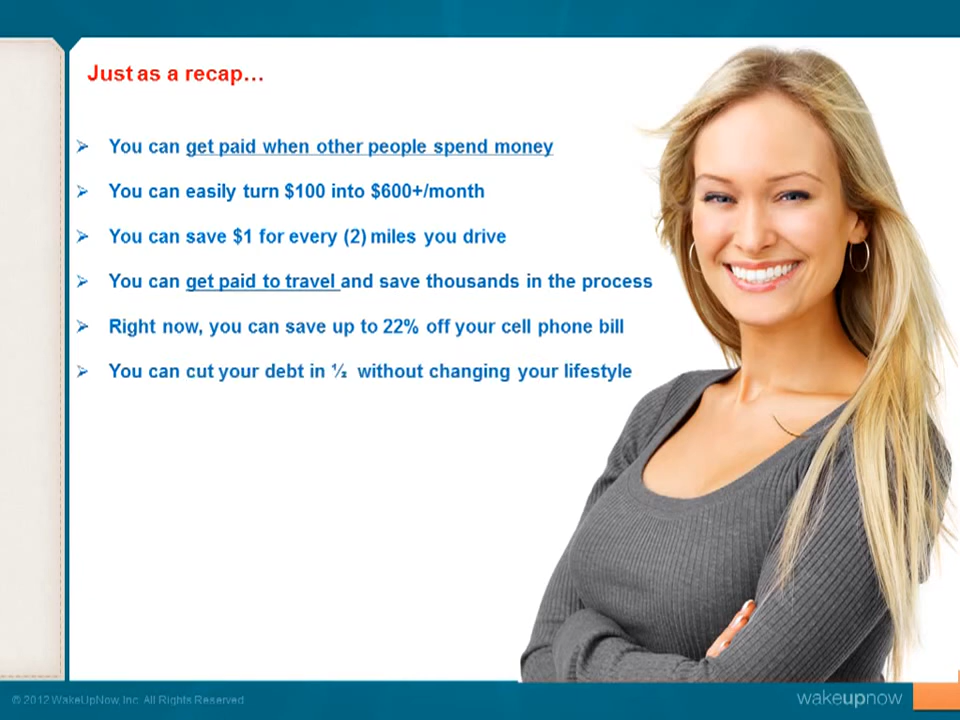 Just as a recap…
You can get paid when other people spend money
You can easily turn $100 into $600+/month
You can save $1 for every (2) miles you drive
You can get paid to travel and save thousands in the process
Right now, you can save up to 22% off your cell phone bill
You can cut your debt in ½ without changing your lifestyle
© 2012 WakeUpNow, Inc. All Rights Reserved
wakeupnow